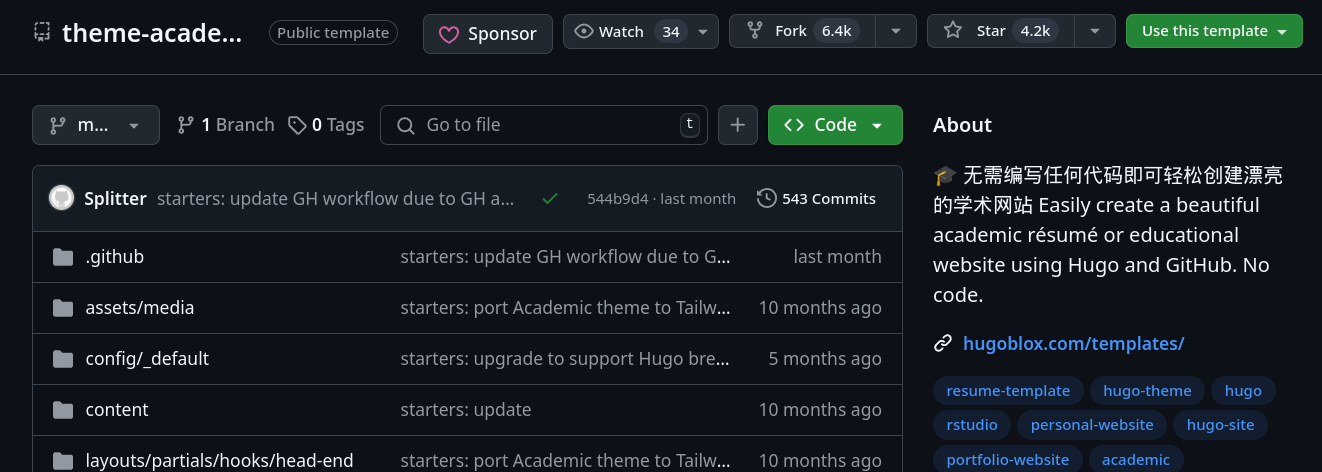 theme-acade... Public template Sponsor Watch 34 Fork 6.4k Star 4.2k Use this template
m... 1 Branch 0 Tags Go to file t Code
Splitter starters: update GH workflow due to GH a... 544b9d4 · last month 543 Commits
.github starters: update GH workflow due to G... last month
assets/media starters: port Academic theme to Tailw... 10 months ago
config/_default starters: upgrade to support Hugo bre... 5 months ago
content starters: update 10 months ago
layouts/partials/hooks/head-end starters: port Academic theme to Tailw... 10 months ago
About
🎓 无需编写任何代码即可轻松创建漂亮
的学术网站 Easily create a beautiful
academic résumé or educational
website using Hugo and GitHub. No
code.
hugoblox.com/templates/
resume-template hugo-theme hugo
rstudio personal-website hugo-site
portfolio-website academic